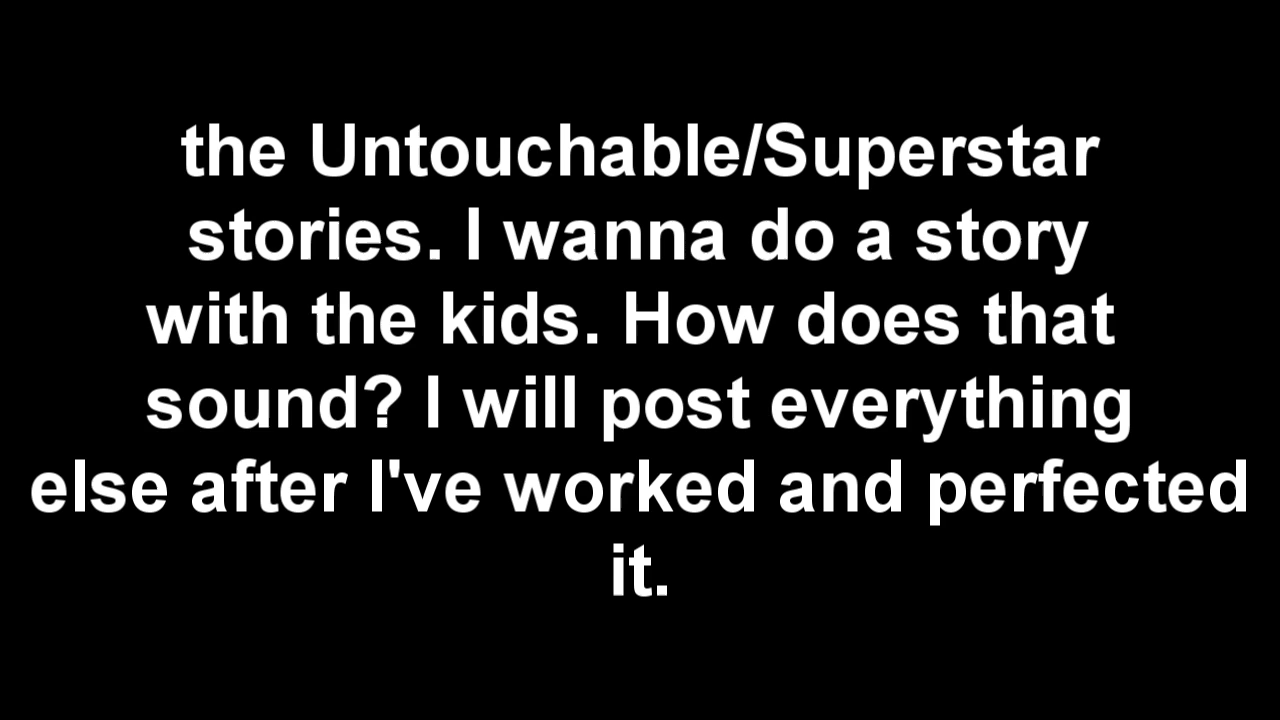 the Untouchable/Superstar
stories. I wanna do a story
with the kids. How does that
sound? I will post everything
else after I've worked and perfected
it.